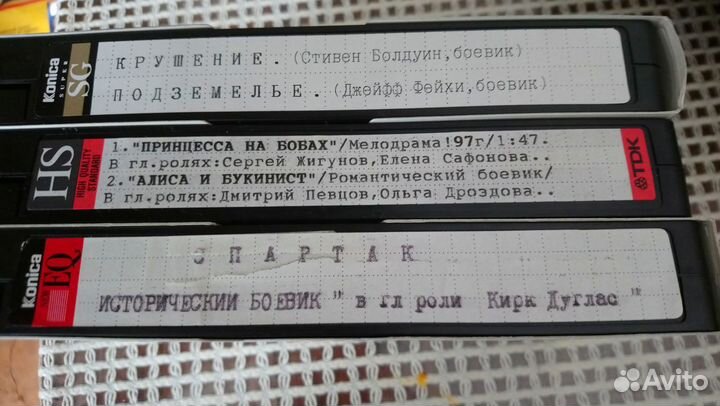 Konica
SUPER
SG
КРУШЕНИЕ. (Стивен Болдуин,боевик)
ПОДЗЕМЕЛЬЕ. (Джейфф Фейхи,боевик)
HS
HIGH QUALITY
STANDARD
1."ПРИНЦЕССА НА БОБАХ"/Мелодрама!97г/1:47.
В гл.ролях:Сергей Жигунов,Елена Сафонова..
2."АЛИСА И БУКИНИСТ"/Романтический боевик/
В гл.ролях:Дмитрий Певцов,Ольга Дроздова..
TDK
Konica
EQ
СПАРТАК
ИСТОРИЧЕСКИИ БОЕВИК " в гл роли Кирк Дуглас "
Avito